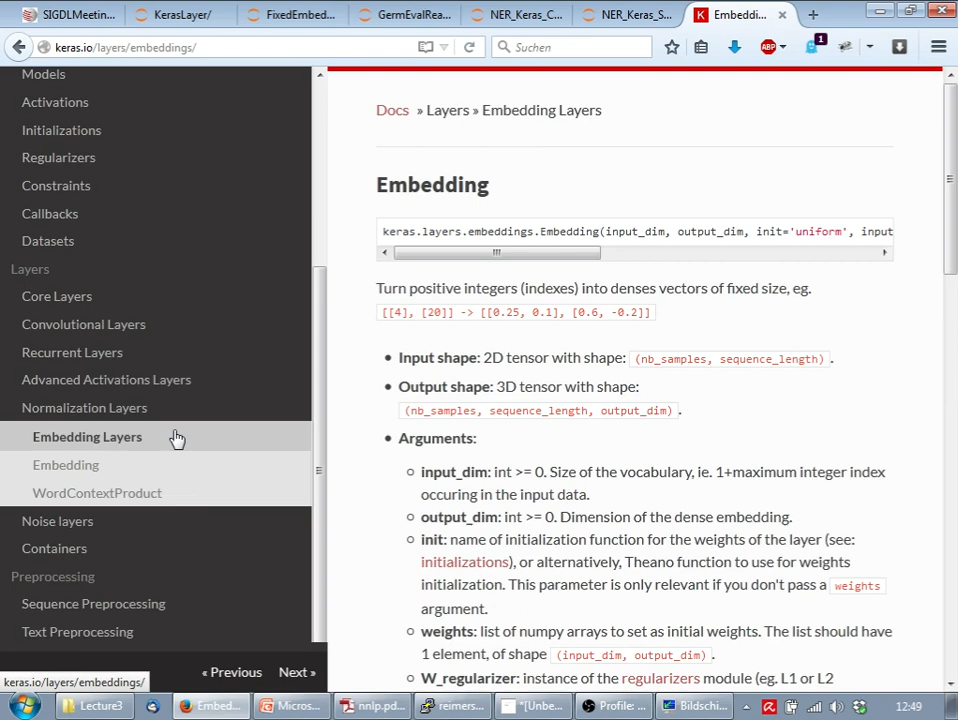 SIGDLMeetin...
KerasLayer/
FixedEmbed...
GermEvalRea...
NER_Keras_C...
NER_Keras_S...
K Embeddi...
keras.io/layers/embeddings/
Suchen
ABP
1
Models
Activations
Initializations
Regularizers
Constraints
Callbacks
Datasets
Layers
Core Layers
Convolutional Layers
Recurrent Layers
Advanced Activations Layers
Normalization Layers
Embedding Layers
Embedding
WordContextProduct
Noise layers
Containers
Preprocessing
Sequence Preprocessing
Text Preprocessing
« Previous Next »
keras.io/layers/embeddings/
Docs » Layers » Embedding Layers
Embedding
keras.layers.embeddings.Embedding(input_dim, output_dim, init='uniform', input
Turn positive integers (indexes) into denses vectors of fixed size, eg.
[[4], [20]] -> [[0.25, 0.1], [0.6, -0.2]]
• Input shape: 2D tensor with shape: (nb_samples, sequence_length) .
• Output shape: 3D tensor with shape:
(nb_samples, sequence_length, output_dim) .
• Arguments:
input_dim: int >= 0. Size of the vocabulary, ie. 1+maximum integer index
occuring in the input data.
output_dim: int >= 0. Dimension of the dense embedding.
init: name of initialization function for the weights of the layer (see:
initializations), or alternatively, Theano function to use for weights
initialization. This parameter is only relevant if you don't pass a weights
argument.
weights: list of numpy arrays to set as initial weights. The list should have
1 element, of shape (input_dim, output_dim) .
W_regularizer: instance of the regularizers module (eg. L1 or L2
Lecture3
Embed...
Micros...
nnlp.pd...
reimers...
*[Unbe...
Profile: ...
Bildschi...
12:49